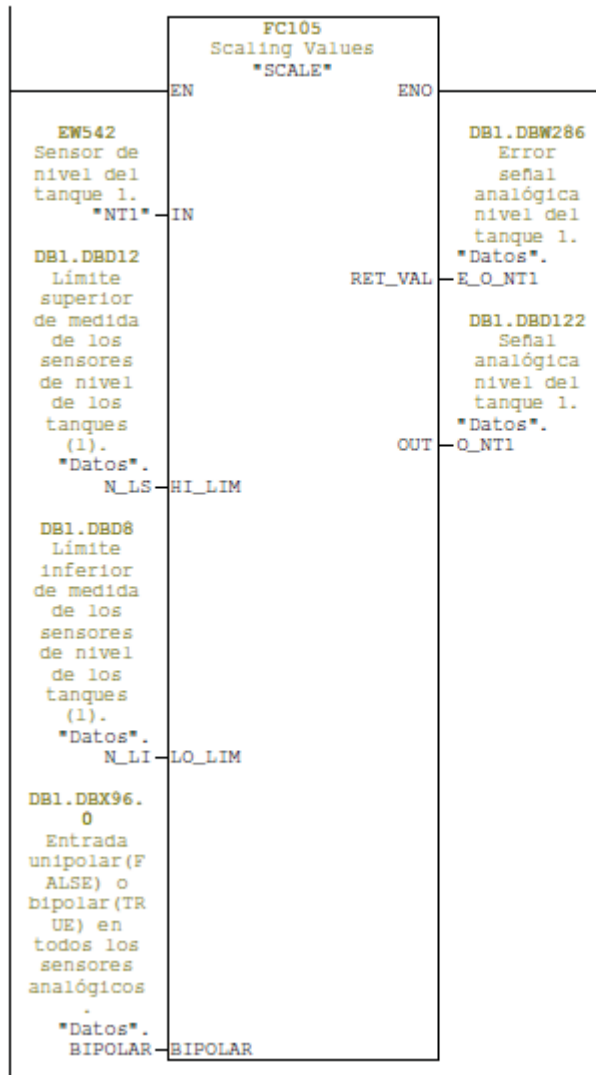 FC105
Scaling Values
"SCALE"
EN
ENO
EW542
Sensor de
nivel del
tanque 1.
"NT1"
IN
DB1.DBW286
Error
señal
analógica
nivel del
tanque 1.
"Datos".
RET_VAL
E_O_NT1
DB1.DBD12
Límite
superior
de medida
de los
sensores
de nivel
de los
tanques
(l).
"Datos".
N_LS
HI_LIM
DB1.DBD122
Señal
analógica
nivel del
tanque 1.
"Datos".
OUT
O_NT1
DB1.DBD8
Límite
inferior
de medida
de los
sensores
de nivel
de los
tanques
(l).
"Datos".
N_LI
LO_LIM
DB1.DBX96.
0
Entrada
unipolar(F
ALSE) o
bipolar(TR
UE) en
todos los
sensores
analógicos
.
"Datos".
BIPOLAR
BIPOLAR